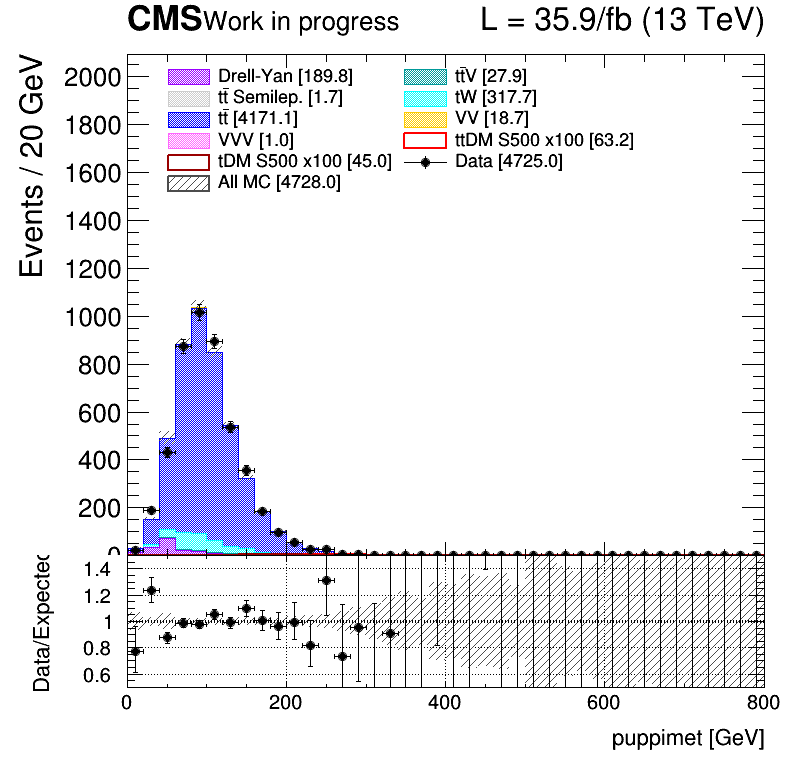 CMS Work in progress L = 35.9/fb (13 TeV)
Events / 20 GeV
2000
1800
1600
1400
1200
1000
800
600
400
200
0
Drell-Yan [189.8]
tt̄ Semilep. [1.7]
tt̄ [4171.1]
VVV [1.0]
tDM S500 x100 [45.0]
All MC [4728.0]
tt̄V [27.9]
tW [317.7]
VV [18.7]
ttDM S500 x100 [63.2]
Data [4725.0]
Data/Expected
1.4
1.2
1
0.8
0.6
0 200 400 600 800
puppimet [GeV]